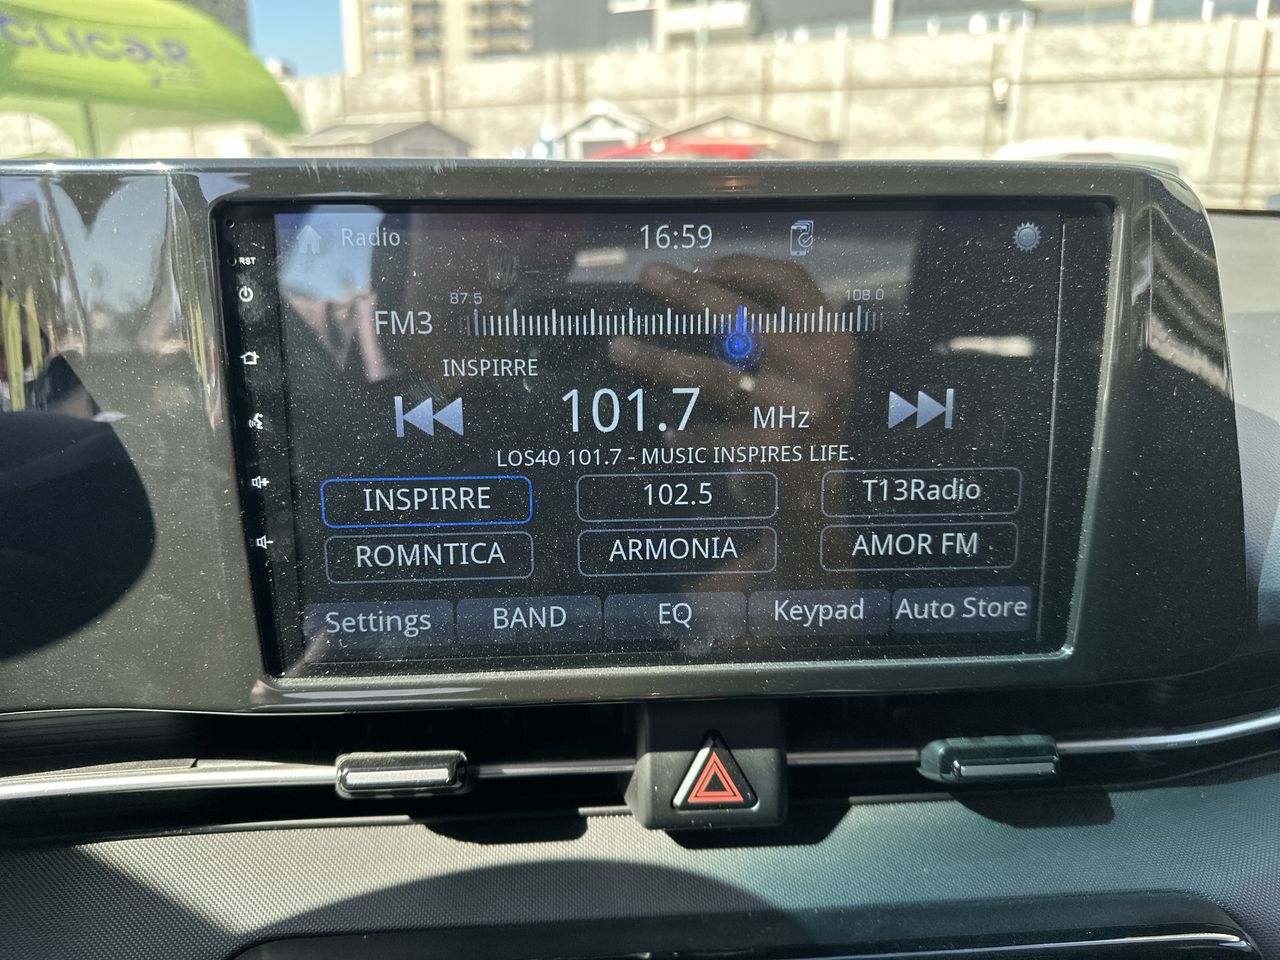 CLICAR
Radio 16:59
RST
87.5 108.0
FM3
INSPIRRE
101.7 MHz
LOS40 101.7 - MUSIC INSPIRES LIFE.
INSPIRRE 102.5 T13Radio
ROMNTICA ARMONIA AMOR FM
Settings BAND EQ Keypad Auto Store